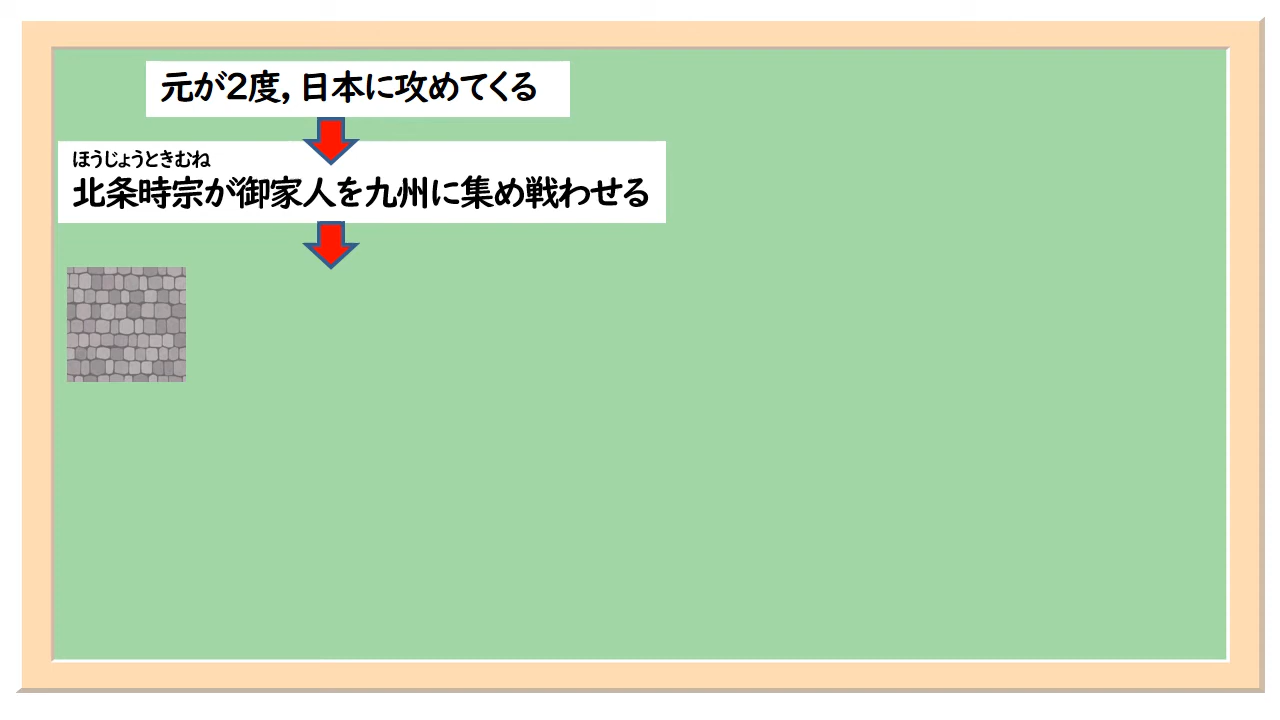 元が2度，日本に攻めてくる
ほうじょうときむね
北条時宗が御家人を九州に集め戦わせる